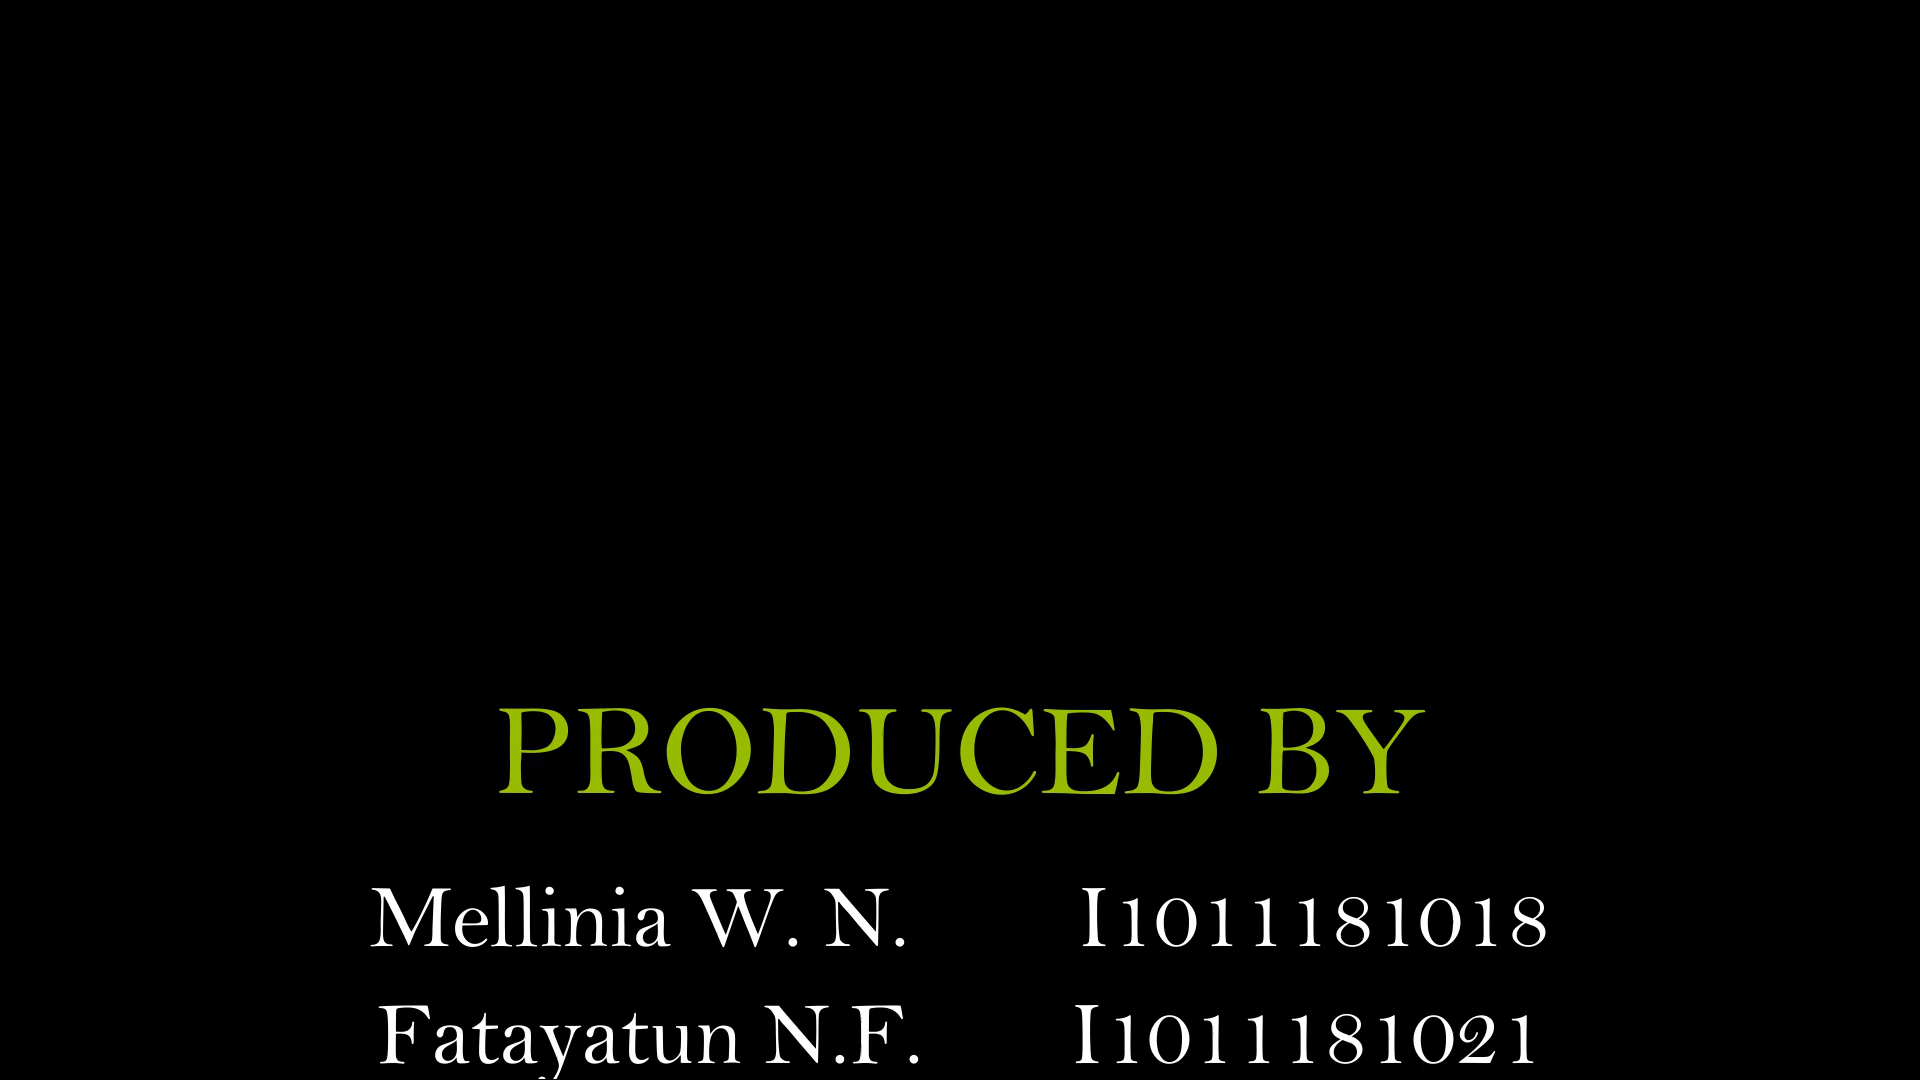 PRODUCED BY
Mellinia W. N. I1011181018
Fatayatun N.F. I1011181021